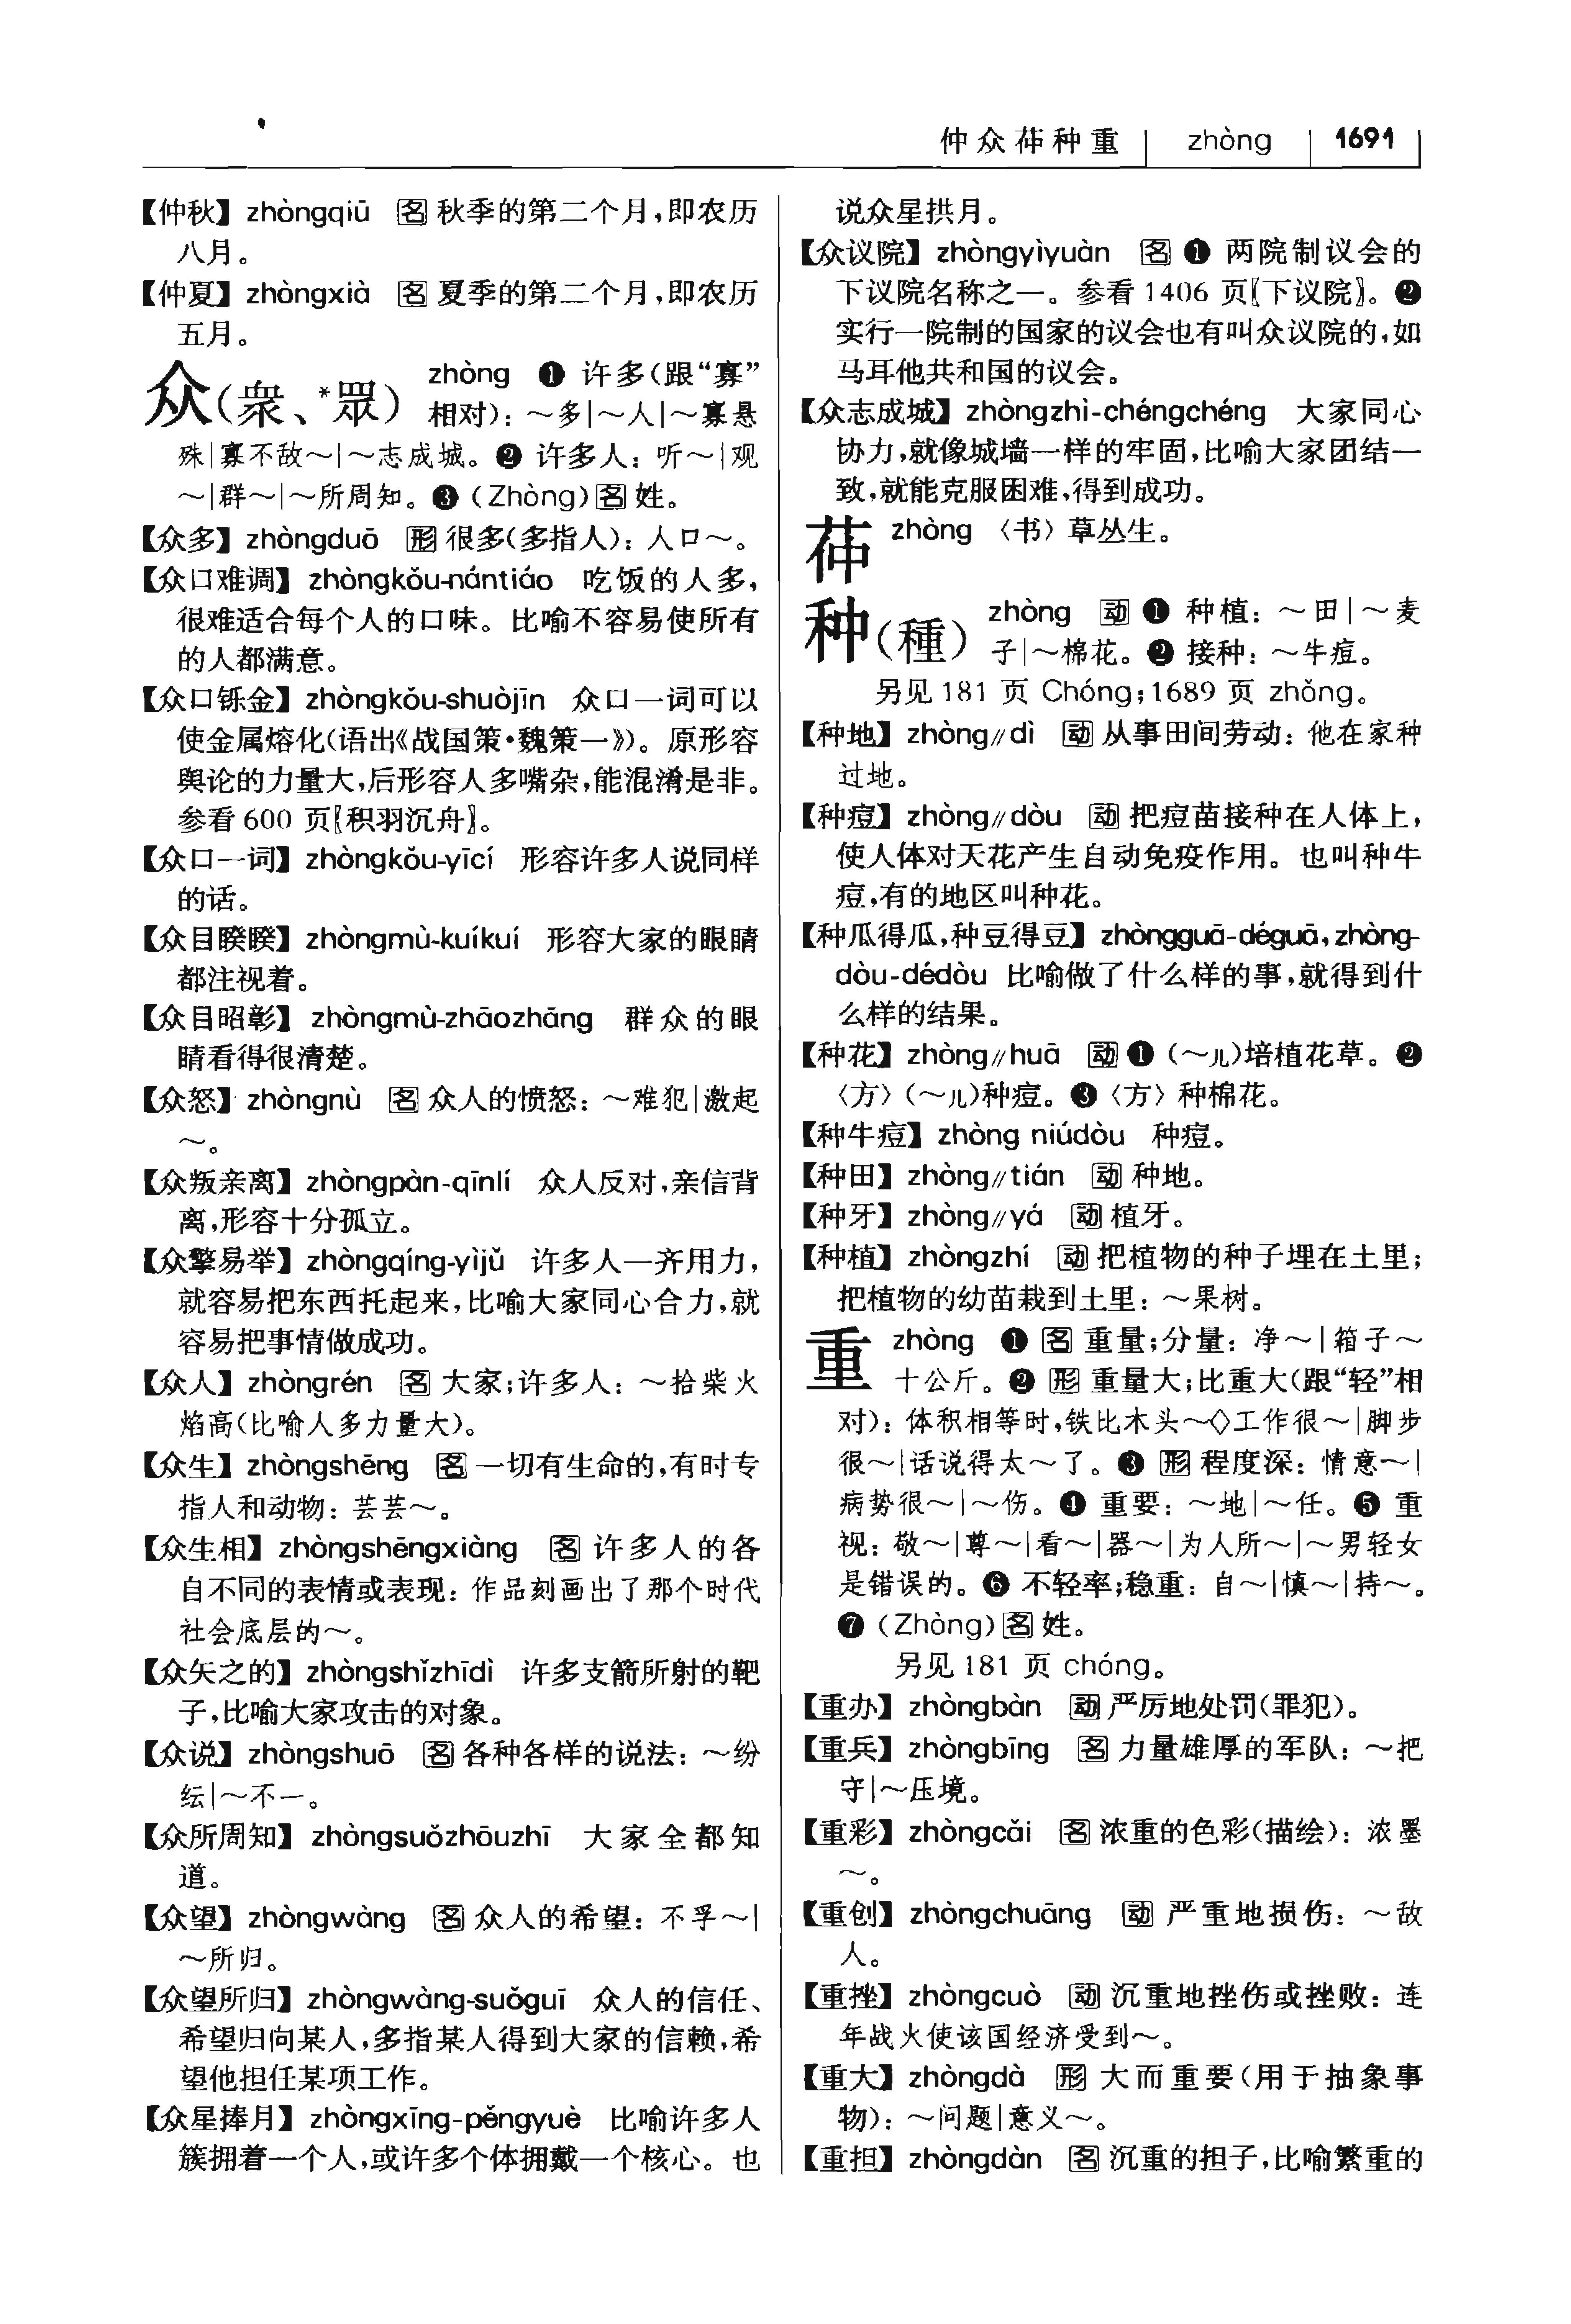 仲众茽种重 zhòng 1691
【仲秋】 zhòngqiū 名 秋季的第二个月，即农历
八月。
【仲夏】 zhòngxià 名 夏季的第二个月，即农历
五月。
众（衆、*眾） zhòng ❶ 许多（跟“寡”
相对）：～多|～人|～寡悬
殊|寡不敌～|～志成城。❷ 许多人：听～|观
～|群～|～所周知。❸（Zhòng）名 姓。
【众多】 zhòngduō 形 很多（多指人）：人口～。
【众口难调】 zhòngkǒu-nántiáo 吃饭的人多，
很难适合每个人的口味。比喻不容易使所有
的人都满意。
【众口铄金】 zhòngkǒu-shuòjīn 众口一词可以
使金属熔化（语出《战国策·魏策一》）。原形容
舆论的力量大，后形容人多嘴杂，能混淆是非。
参看600 页〖积羽沉舟〗。
【众口一词】 zhòngkǒu-yīcí 形容许多人说同样
的话。
【众目睽睽】 zhòngmù-kuíkuí 形容大家的眼睛
都注视着。
【众目昭彰】 zhòngmù-zhāozhāng 群众的眼
睛看得很清楚。
【众怒】 zhòngnù 名 众人的愤怒：～难犯|激起
～。
【众叛亲离】 zhòngpàn-qīnlí 众人反对，亲信背
离，形容十分孤立。
【众擎易举】 zhòngqíng-yìjǔ 许多人一齐用力，
就容易把东西托起来，比喻大家同心合力，就
容易把事情做成功。
【众人】 zhòngrén 名 大家；许多人：～拾柴火
焰高（比喻人多力量大）。
【众生】 zhòngshēng 名 一切有生命的，有时专
指人和动物：芸芸～。
【众生相】 zhòngshēngxiàng 名 许多人的各
自不同的表情或表现：作品刻画出了那个时代
社会底层的～。
【众矢之的】 zhòngshǐzhīdì 许多支箭所射的靶
子，比喻大家攻击的对象。
【众说】 zhòngshuō 名 各种各样的说法：～纷
纭|～不一。
【众所周知】 zhòngsuǒzhōuzhī 大家全都知
道。
【众望】 zhòngwàng 名 众人的希望：不孚～|
～所归。
【众望所归】 zhòngwàng-suǒguī 众人的信任、
希望归向某人，多指某人得到大家的信赖，希
望他担任某项工作。
【众星捧月】 zhòngxīng-pěngyuè 比喻许多人
簇拥着一个人，或许多个体拥戴一个核心。也
说众星拱月。
【众议院】 zhòngyìyuàn 名 ❶ 两院制议会的
下议院名称之一。参看1406 页〖下议院〗。❷
实行一院制的国家的议会也有叫众议院的，如
马耳他共和国的议会。
【众志成城】 zhòngzhì-chéngchéng 大家同心
协力，就像城墙一样的牢固，比喻大家团结一
致，就能克服困难，得到成功。
茽 zhòng 〈书〉草丛生。
种（種） zhòng 动 ❶ 种植：～田|～麦
子|～棉花。❷ 接种：～牛痘。
另见181 页 Chóng；1689 页 zhǒng。
【种地】 zhòng∥dì 动 从事田间劳动：他在家种
过地。
【种痘】 zhòng∥dòu 动 把痘苗接种在人体上，
使人体对天花产生自动免疫作用。也叫种牛
痘，有的地区叫种花。
【种瓜得瓜，种豆得豆】 zhòngguā-déguā，zhòng-
dòu-dédòu 比喻做了什么样的事，就得到什
么样的结果。
【种花】 zhòng∥huā 动 ❶（～儿）培植花草。❷
〈方〉（～儿）种痘。❸〈方〉种棉花。
【种牛痘】 zhòng niúdòu 种痘。
【种田】 zhòng∥tián 动 种地。
【种牙】 zhòng∥yá 动 植牙。
【种植】 zhòngzhí 动 把植物的种子埋在土里；
把植物的幼苗栽到土里：～果树。
重 zhòng ❶ 名 重量；分量：净～|箱子～
十公斤。❷ 形 重量大；比重大（跟“轻”相
对）：体积相等时，铁比木头～◇工作很～|脚步
很～|话说得太～了。❸ 形 程度深：情意～|
病势很～|～伤。❹ 重要：～地|～任。❺ 重
视：敬～|尊～|看～|器～|为人所～|～男轻女
是错误的。❻ 不轻率；稳重：自～|慎～|持～。
❼（Zhòng）名 姓。
另见181 页 chóng。
【重办】 zhòngbàn 动 严厉地处罚（罪犯）。
【重兵】 zhòngbīng 名 力量雄厚的军队：～把
守|～压境。
【重彩】 zhòngcǎi 名 浓重的色彩（描绘）：浓墨
～。
【重创】 zhòngchuāng 动 严重地损伤：～敌
人。
【重挫】 zhòngcuò 动 沉重地挫伤或挫败：连
年战火使该国经济受到～。
【重大】 zhòngdà 形 大而重要（用于抽象事
物）：～问题|意义～。
【重担】 zhòngdàn 名 沉重的担子，比喻繁重的